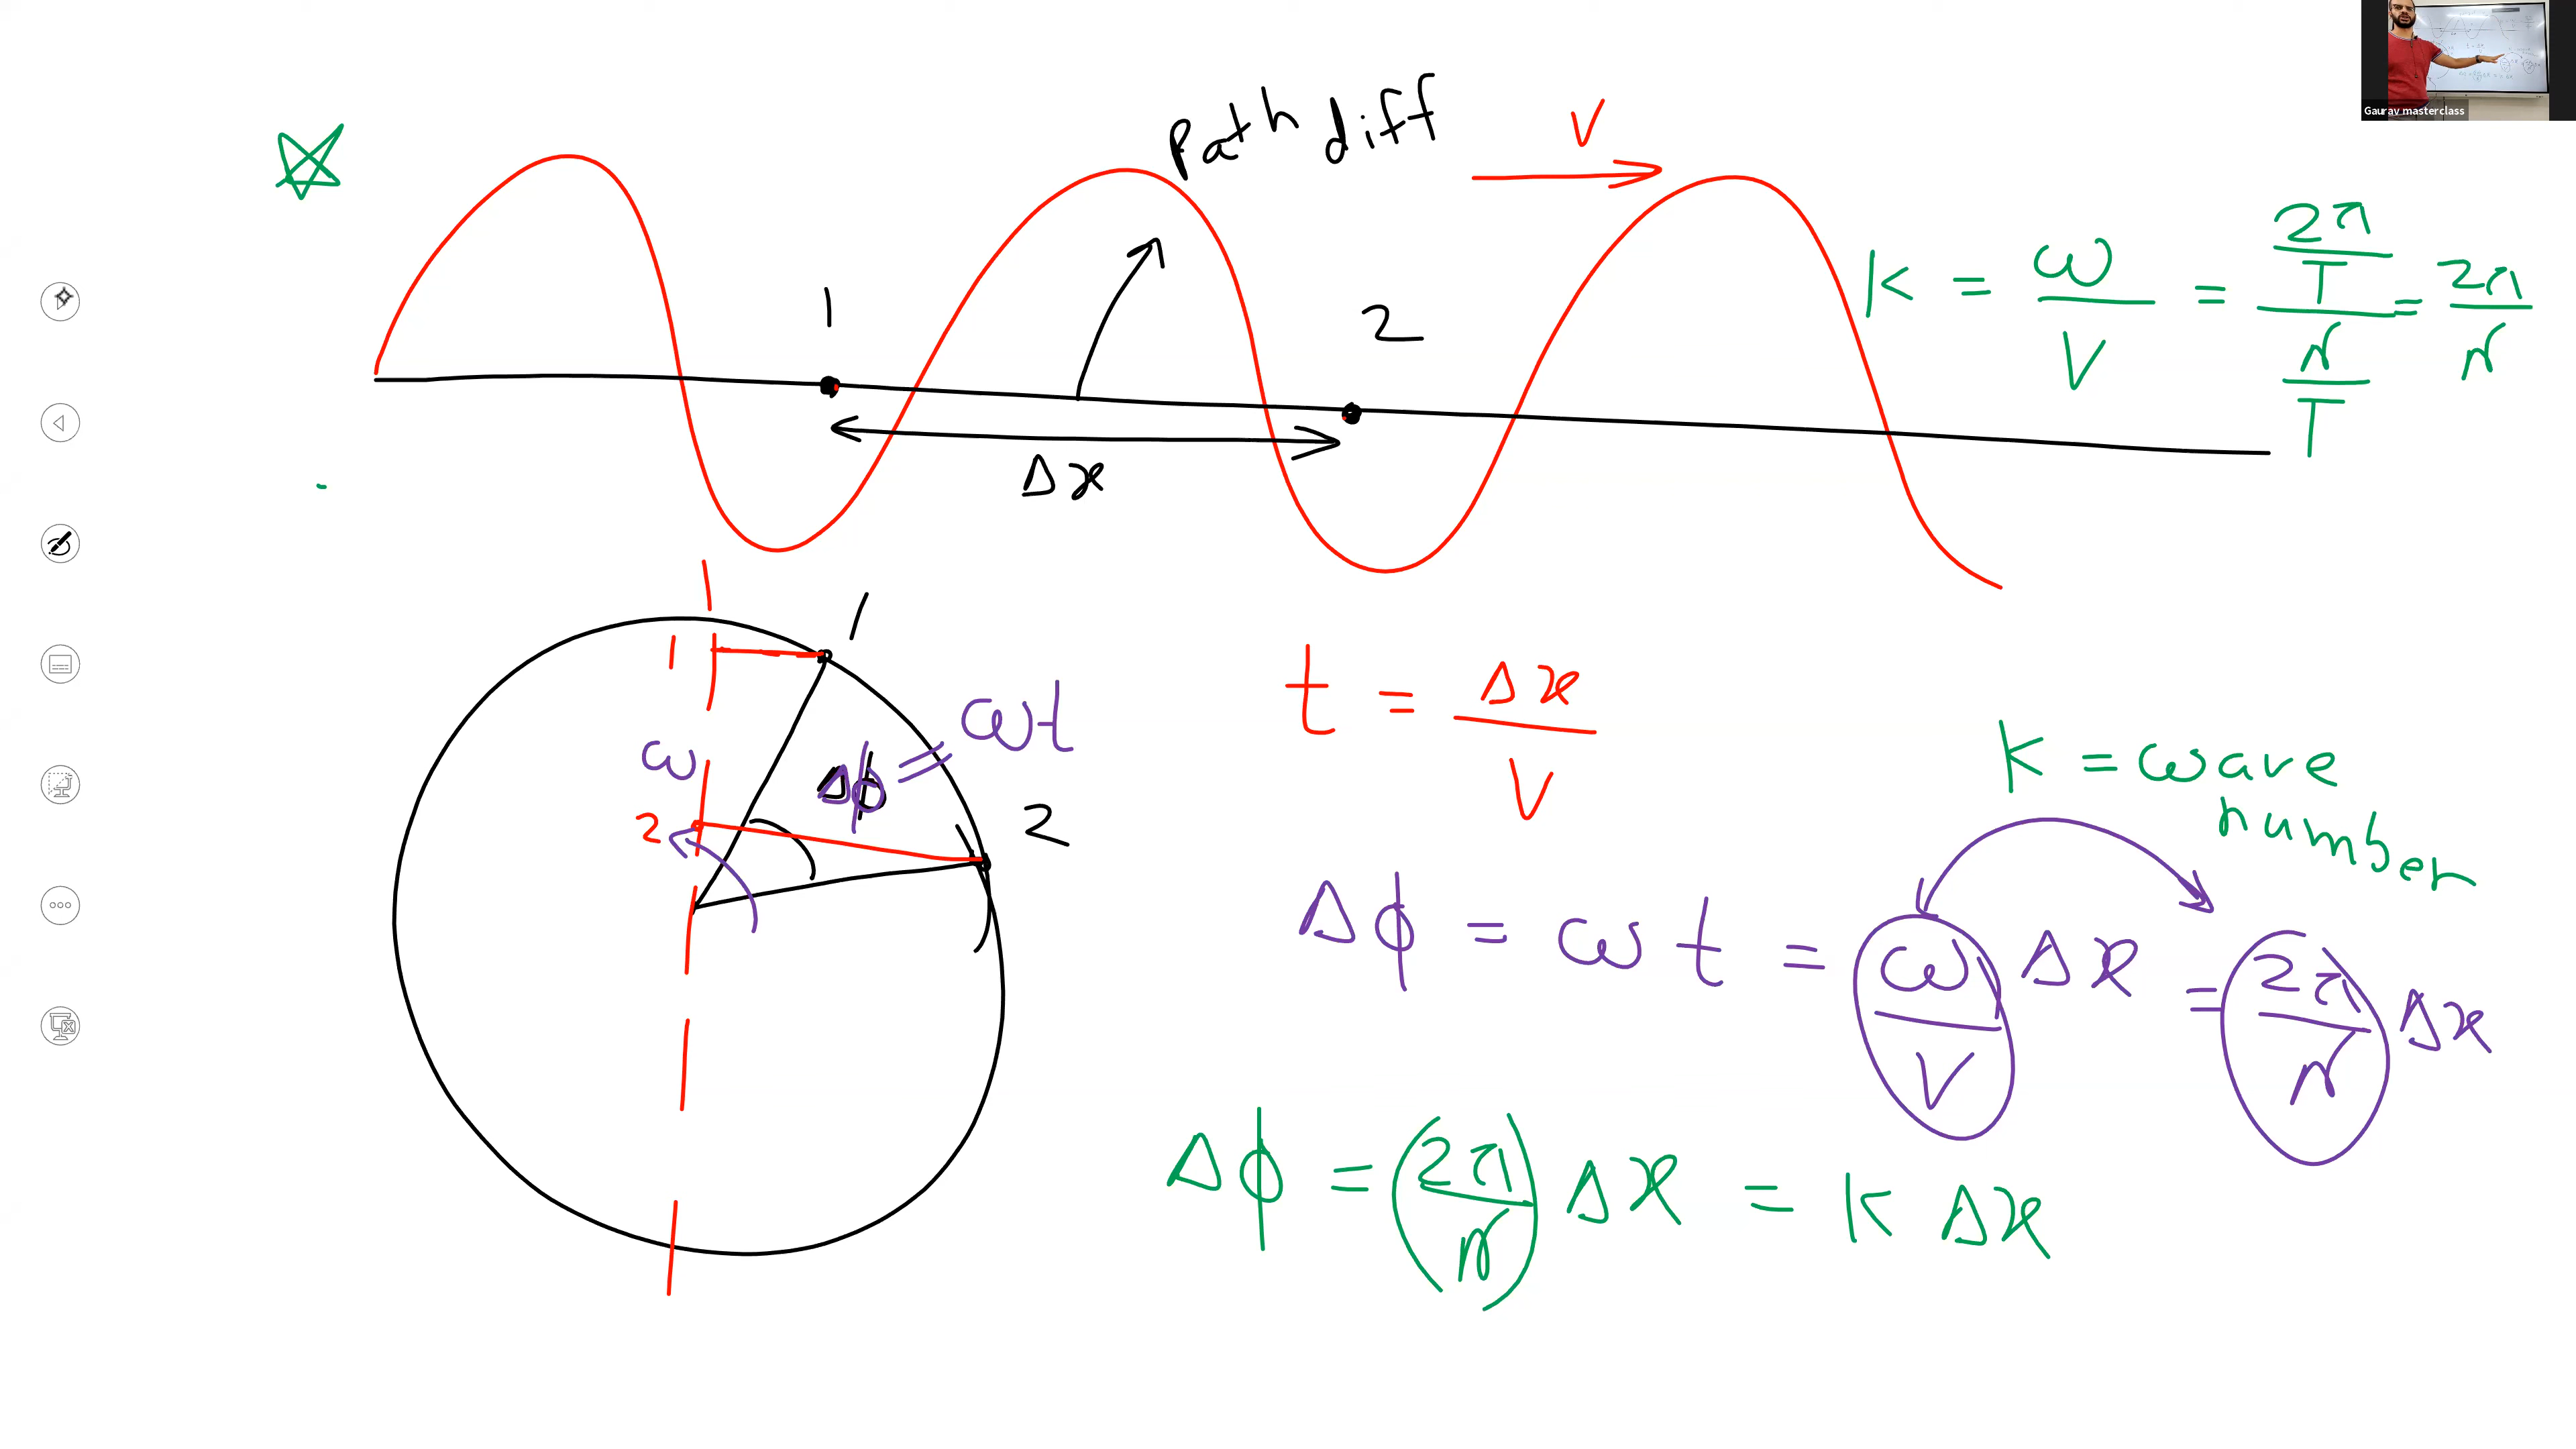 Gaurav masterclass
Path diff
V
1
2
Δx
K = ω/V = (2π/T)/(λ/T) = 2π/λ
1
1
ω
Δφ = ωt
2
2
t = Δx/V
K = wave
number
Δφ = ωt = ω/V Δx = 2π/λ Δx
Δφ = (2π/λ) Δx = K Δx